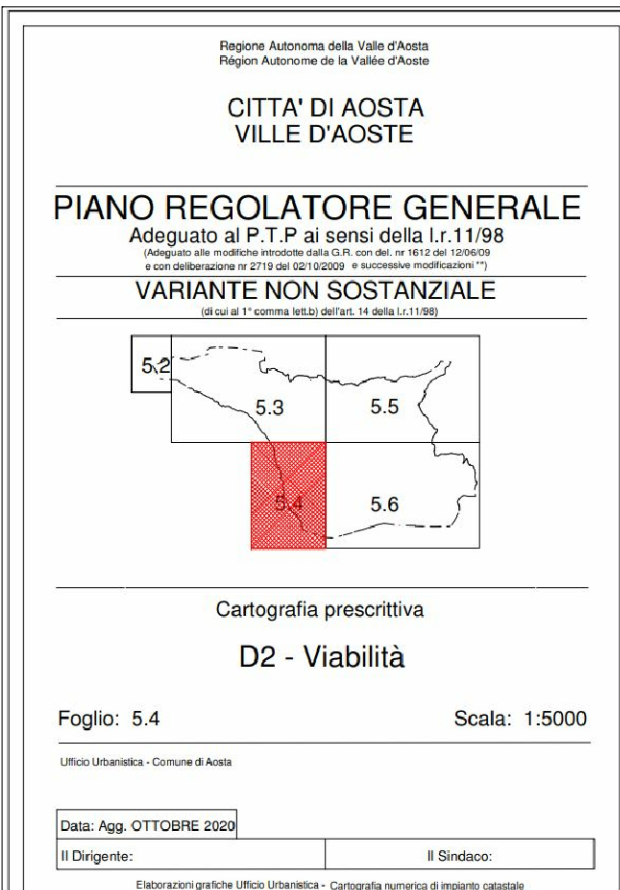 Regione Autonoma della Valle d'Aosta
Région Autonome de la Vallée d'Aoste
CITTA' DI AOSTA
VILLE D'AOSTE
PIANO REGOLATORE GENERALE
Adeguato al P.T.P ai sensi della l.r.11/98
(Adeguato alle modifiche introdotte dalla G.R. con del. nr 1612 del 12/06/09
e con deliberazione nr 2719 del 02/10/2009 e successive modificazioni "")
VARIANTE NON SOSTANZIALE
(di cui al 1° comma lett.b) dell'art. 14 della l.r.11/98)
5.2
5.3
5.5
5.4
5.6
Cartografia prescrittiva
D2 - Viabilità
Foglio: 5.4 Scala: 1:5000
Ufficio Urbanistica - Comune di Aosta
Data: Agg. OTTOBRE 2020
Il Dirigente: Il Sindaco:
Elaborazioni grafiche Ufficio Urbanistica - Cartografia numerica di impianto catastale